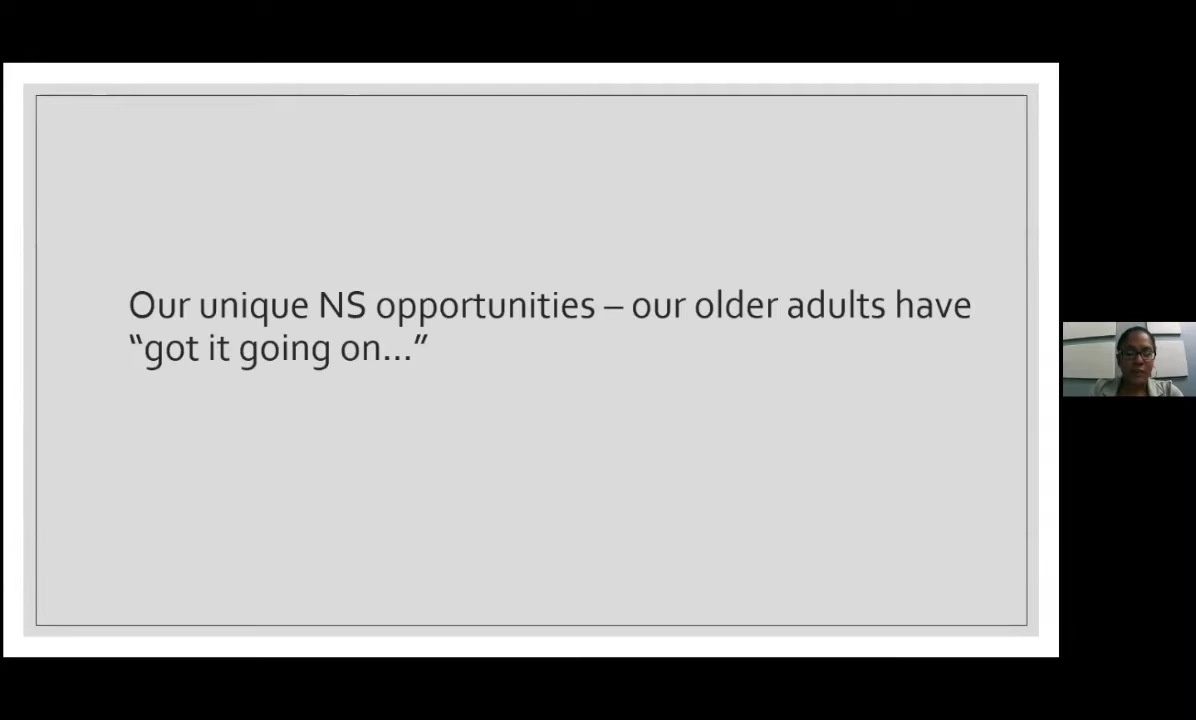 Our unique NS opportunities – our older adults have
“got it going on...”